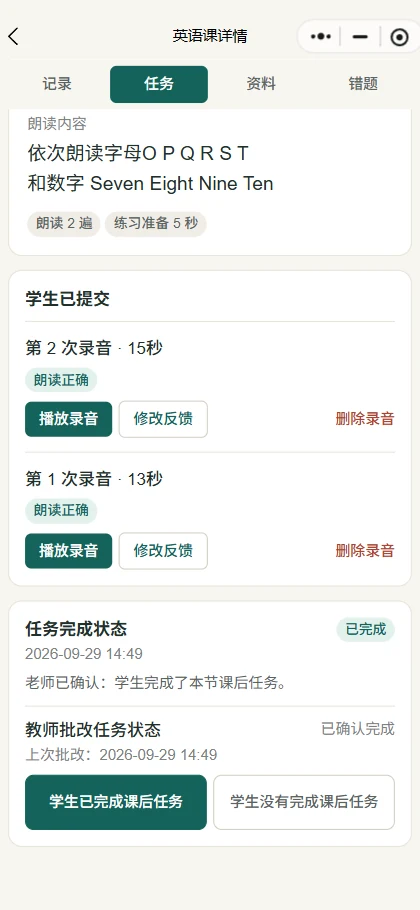 英语课详情
记录 任务 资料 错题
朗读内容
依次朗读字母O P Q R S T
和数字 Seven Eight Nine Ten
朗读 2 遍 练习准备 5 秒
学生已提交
第 2 次录音 · 15秒
朗读正确
播放录音 修改反馈 删除录音
第 1 次录音 · 13秒
朗读正确
播放录音 修改反馈 删除录音
任务完成状态 已完成
2026-09-29 14:49
老师已确认：学生完成了本节课后任务。
教师批改任务状态 已确认完成
上次批改：2026-09-29 14:49
学生已完成课后任务 学生没有完成课后任务